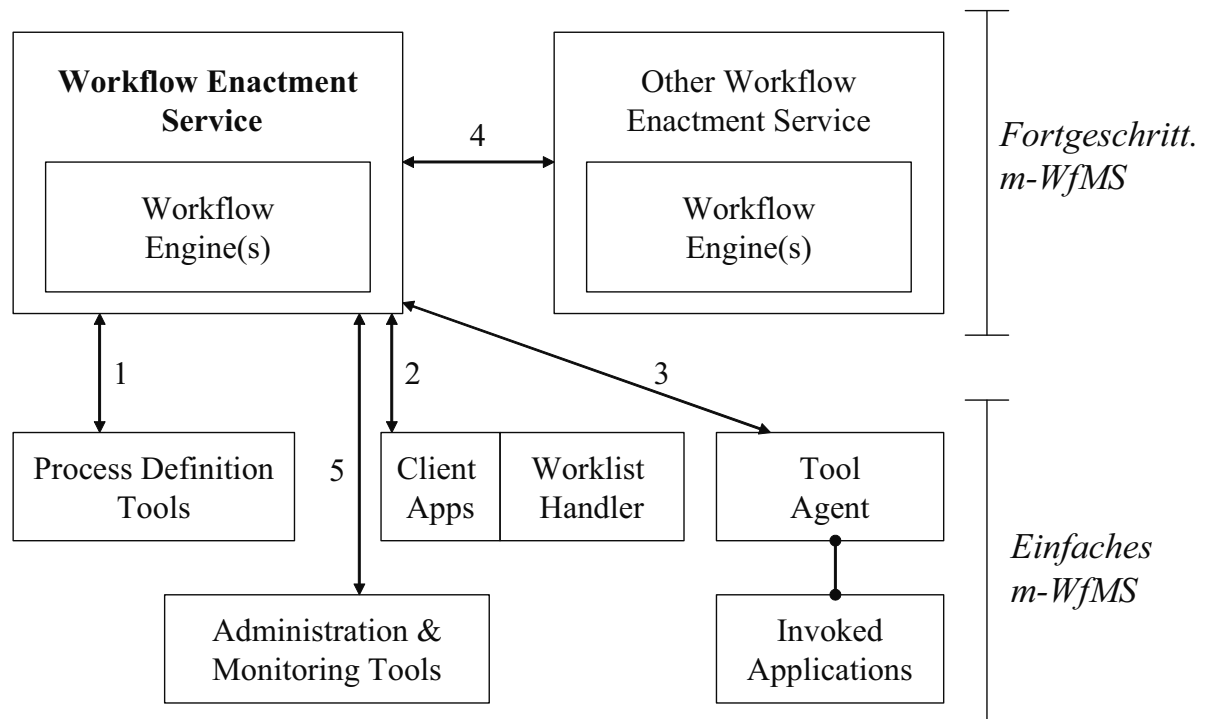 Workflow Enactment
Service
Workflow
Engine(s)
4
Other Workflow
Enactment Service
Workflow
Engine(s)
Fortgeschritt.
m-WfMS
1
5
2
3
Process Definition
Tools
Client
Apps
Worklist
Handler
Tool
Agent
Administration &
Monitoring Tools
Invoked
Applications
Einfaches
m-WfMS